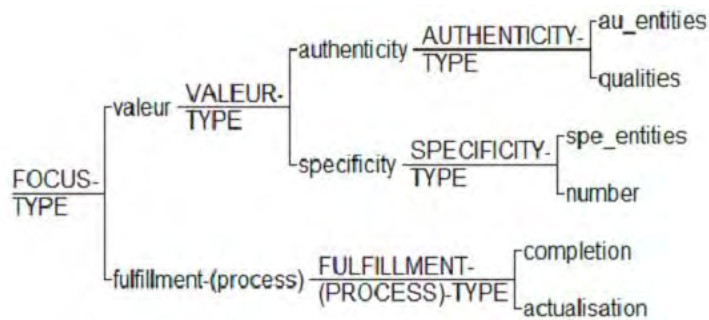 au_entities
authenticity AUTHENTICITY-
TYPE
qualities
valeur VALEUR-
TYPE
spe_entities
specificity SPECIFICITY-
TYPE
number
FOCUS-
TYPE
completion
fulfillment-(process) FULFILLMENT-
(PROCESS)-TYPE
actualisation